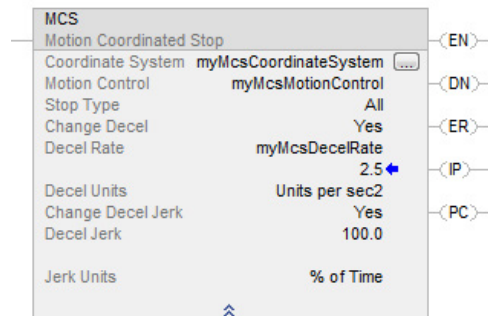 MCS
Motion Coordinated Stop
EN
Coordinate System myMcsCoordinateSystem ...
Motion Control myMcsMotionControl
DN
Stop Type All
Change Decel Yes
ER
Decel Rate myMcsDecelRate
2.5
IP
Decel Units Units per sec2
Change Decel Jerk Yes
PC
Decel Jerk 100.0
Jerk Units % of Time